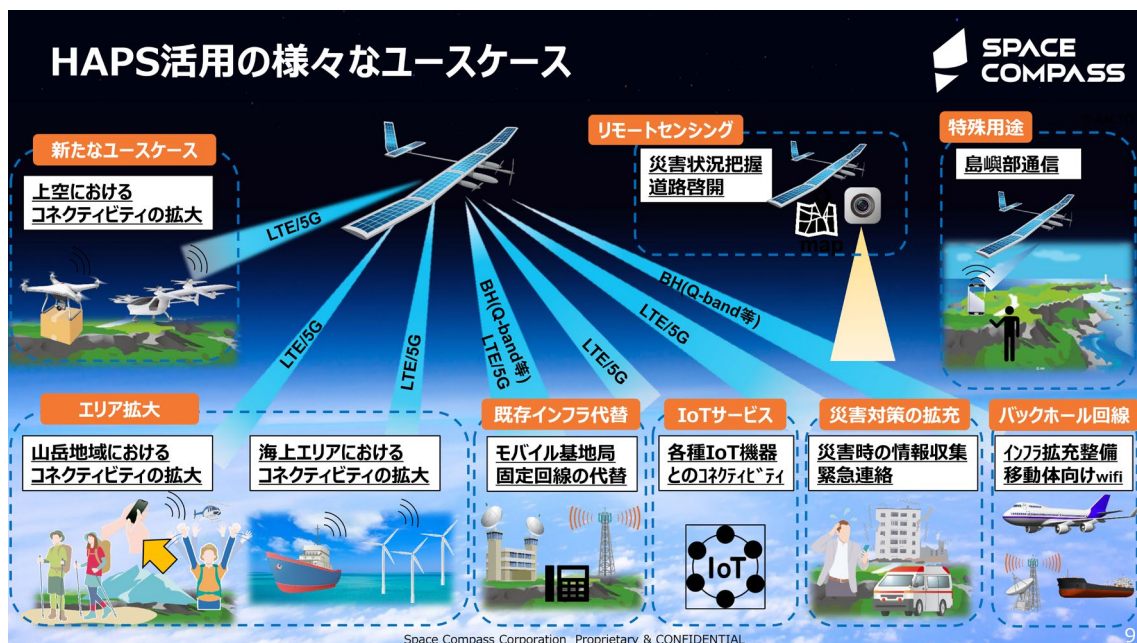 HAPS活用の様々なユースケース
SPACE
COMPASS
新たなユースケース
上空における
コネクティビティの拡大
リモートセンシング
災害状況把握
道路啓開
map
特殊用途
島嶼部通信
LTE/5G
LTE/5G
LTE/5G
BH(Q-band等)
LTE/5G
LTE/5G
LTE/5G
BH(Q-band等)
エリア拡大
山岳地域における
コネクティビティの拡大
海上エリアにおける
コネクティビティの拡大
既存インフラ代替
モバイル基地局
固定回線の代替
IoTサービス
各種IoT機器
とのコネクティビティ
IoT
災害対策の拡充
災害時の情報収集
緊急連絡
バックホール回線
インフラ拡充整備
移動体向けwifi
Space Compass Corporation Proprietary & CONFIDENTIAL
9